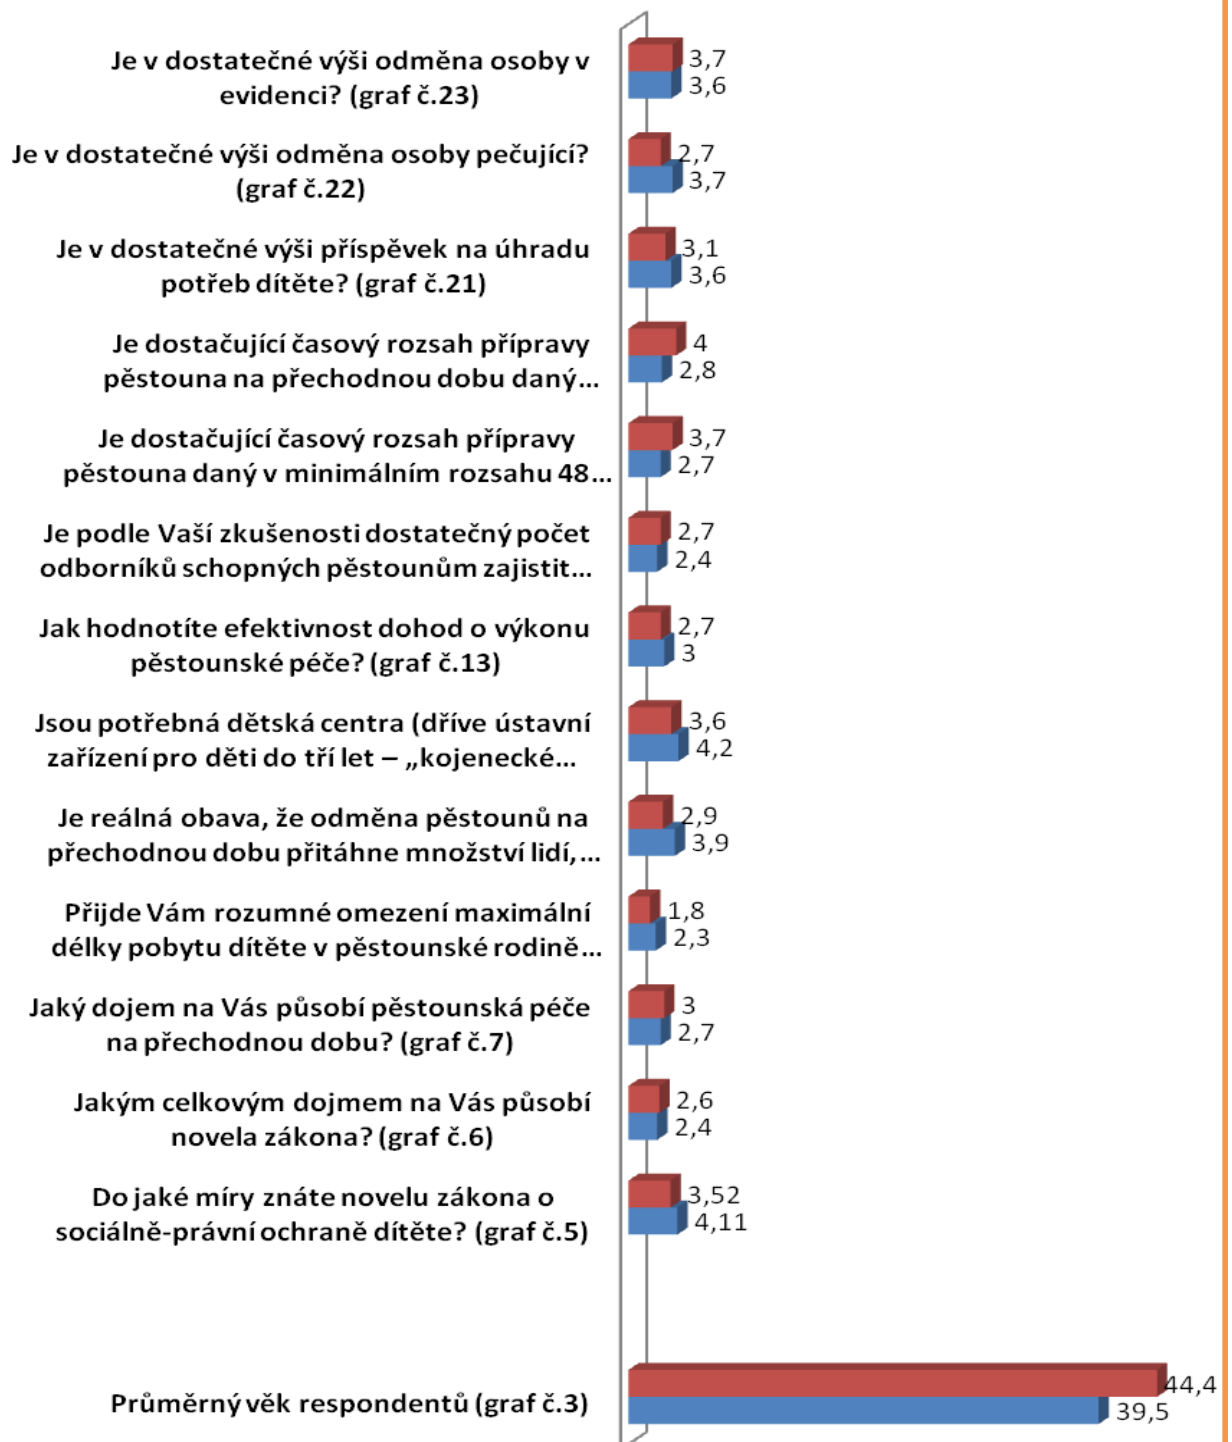 Je v dostatečné výši odměna osoby v
evidenci? (graf č.23)
3,7
3,6
Je v dostatečné výši odměna osoby pečující?
(graf č.22)
2,7
3,7
Je v dostatečné výši příspěvek na úhradu
potřeb dítěte? (graf č.21)
3,1
3,6
Je dostačující časový rozsah přípravy
pěstouna na přechodnou dobu daný...
4
2,8
Je dostačující časový rozsah přípravy
pěstouna daný v minimálním rozsahu 48...
3,7
2,7
Je podle Vaší zkušenosti dostatečný počet
odborníků schopných pěstounům zajistit...
2,7
2,4
Jak hodnotíte efektivnost dohod o výkonu
pěstounské péče? (graf č.13)
2,7
3
Jsou potřebná dětská centra (dříve ústavní
zařízení pro děti do tří let – „kojenecké...
3,6
4,2
Je reálná obava, že odměna pěstounů na
přechodnou dobu přitáhne množství lidí,...
2,9
3,9
Přijde Vám rozumné omezení maximální
délky pobytu dítěte v pěstounské rodině...
1,8
2,3
Jaký dojem na Vás působí pěstounská péče
na přechodnou dobu? (graf č.7)
3
2,7
Jakým celkovým dojmem na Vás působí
novela zákona? (graf č.6)
2,6
2,4
Do jaké míry znáte novelu zákona o
sociálně-právní ochraně dítěte? (graf č.5)
3,52
4,11
Průměrný věk respondentů (graf č.3)
44,4
39,5